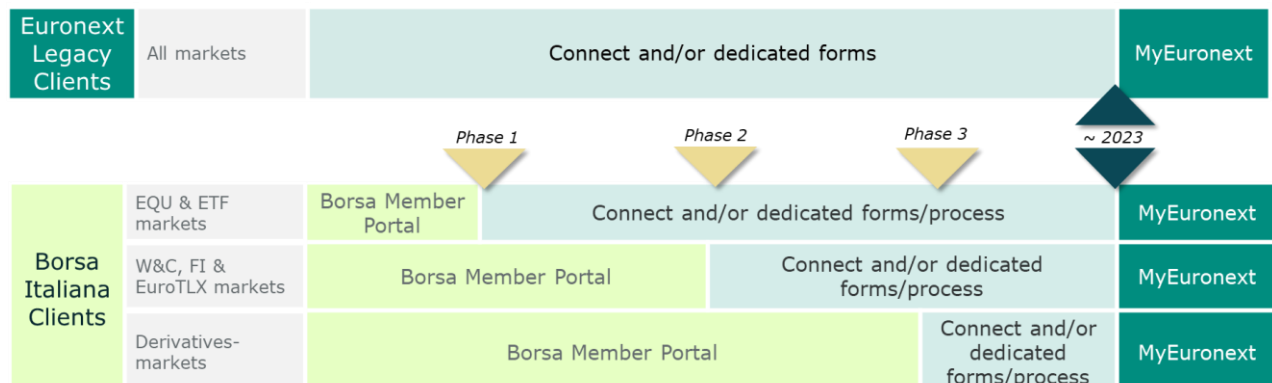 Euronext
Legacy
Clients
All markets
Connect and/or dedicated forms
MyEuronext
Phase 1
Phase 2
Phase 3
~ 2023
Borsa
Italiana
Clients
EQU & ETF
markets
Borsa Member
Portal
Connect and/or dedicated forms/process
MyEuronext
W&C, FI &
EuroTLX markets
Borsa Member Portal
Connect and/or dedicated
forms/process
MyEuronext
Derivatives-
markets
Borsa Member Portal
Connect and/or
dedicated
forms/process
MyEuronext